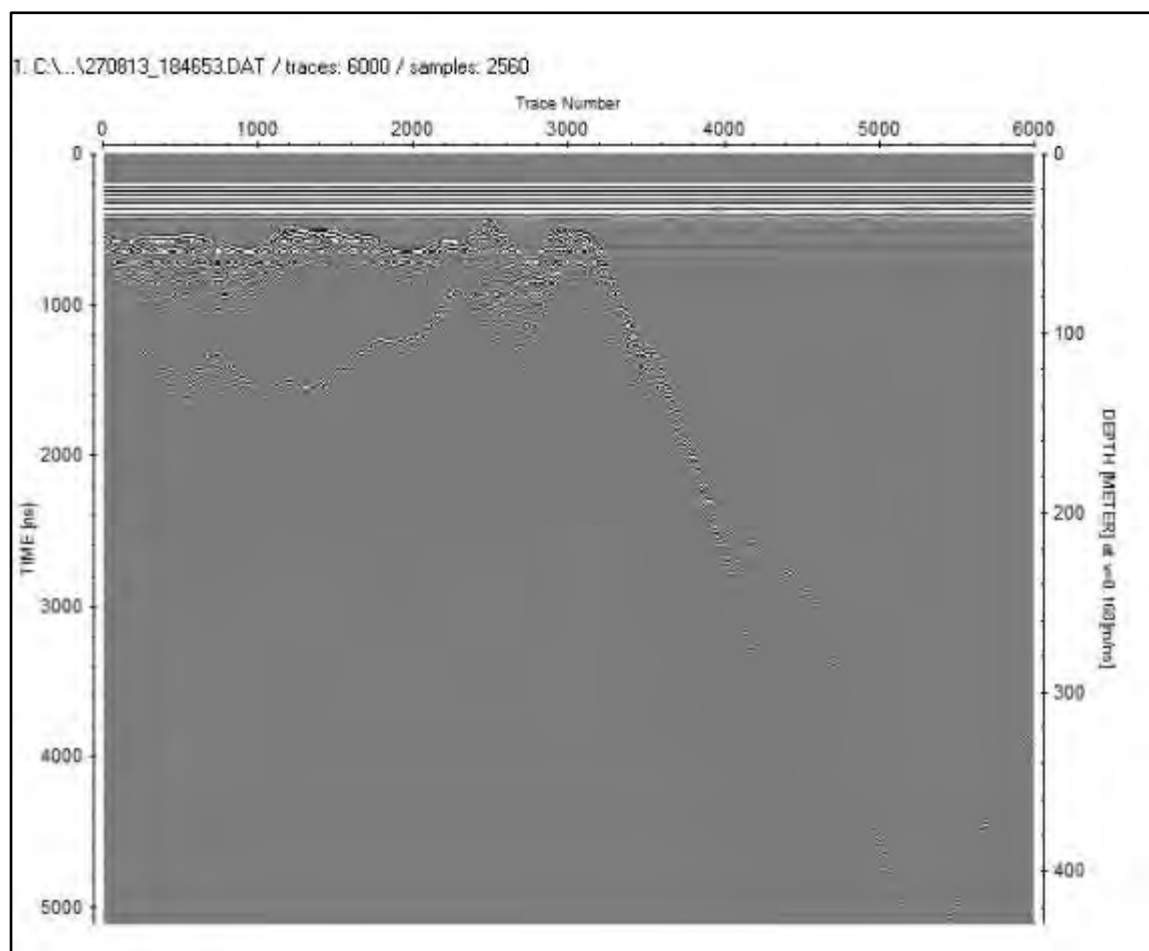 1. C:\...\270813_184653.DAT / traces: 6000 / samples: 2560
Trace Number
0 1000 2000 3000 4000 5000 6000
0 0
1000
100
2000
200
3000
300
4000
400
5000
TIME [ns]
DEPTH [METER] at v=0.168[m/ns]